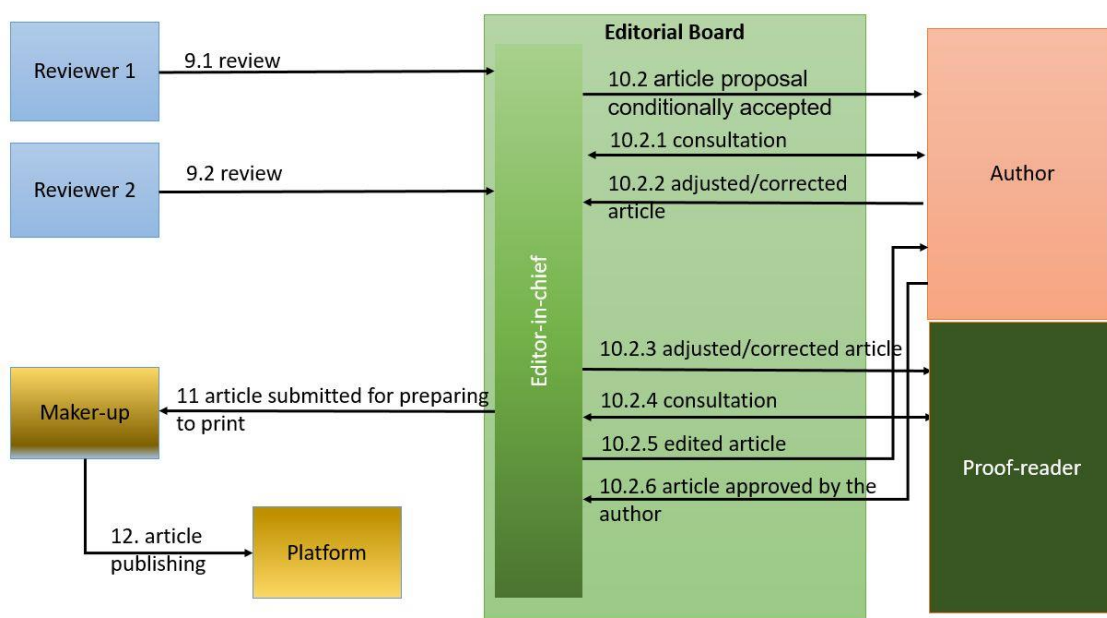 Editorial Board
Reviewer 1
9.1 review
10.2 article proposal
conditionally accepted
10.2.1 consultation
Reviewer 2
9.2 review
10.2.2 adjusted/corrected
article
Author
Editor-in-chief
10.2.3 adjusted/corrected article
Maker-up
11 article submitted for preparing
to print
10.2.4 consultation
10.2.5 edited article
Proof-reader
10.2.6 article approved by the
author
12. article
publishing
Platform